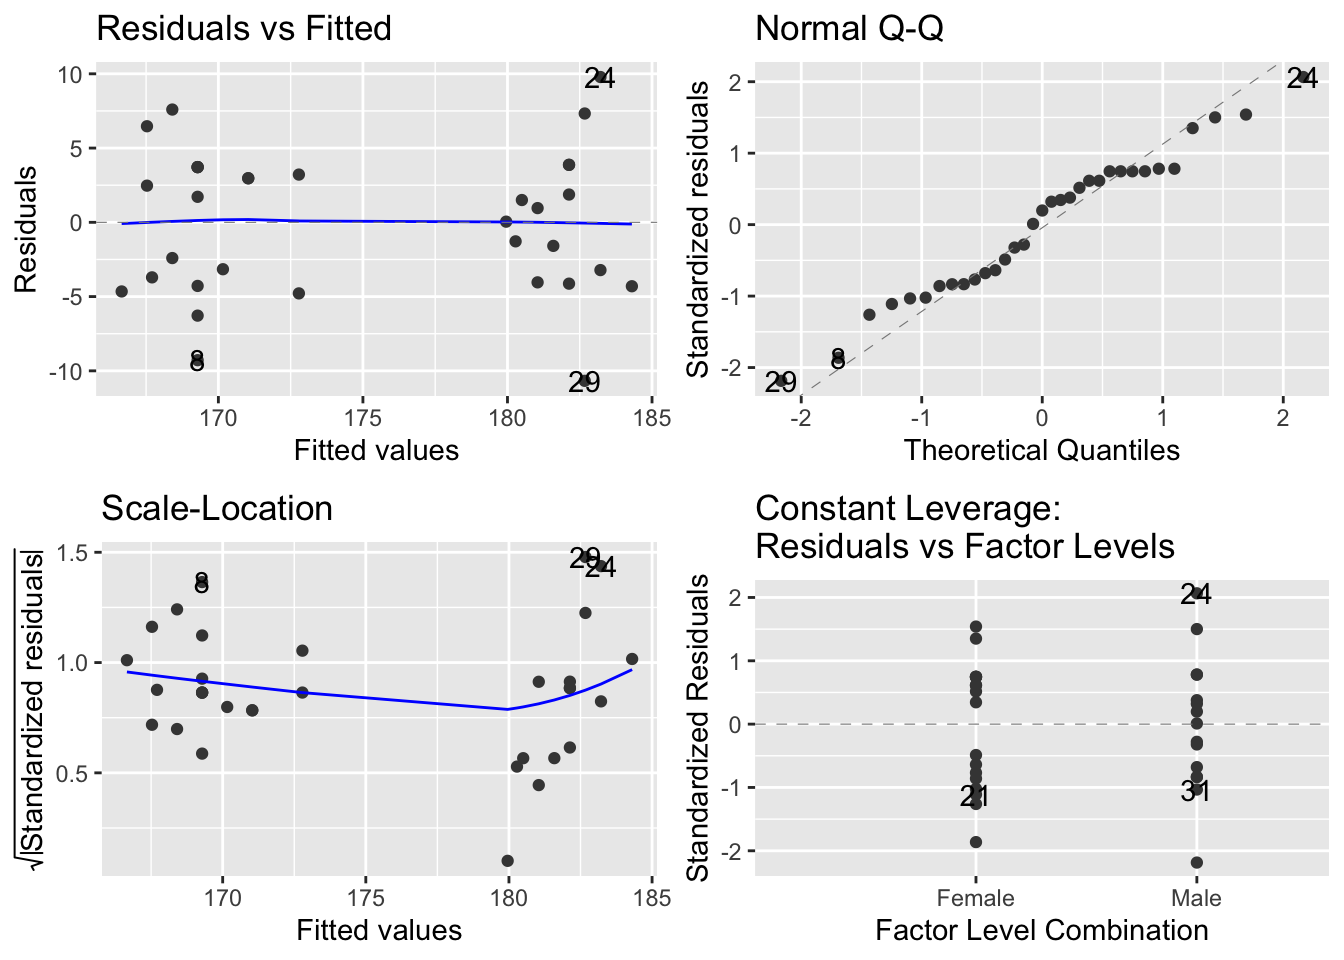 Residuals vs Fitted
10
5
0
-5
-10
Residuals
24
8
29
170
175
180
185
Fitted values
Normal Q-Q
2
1
0
-1
-2
Standardized residuals
24
8
29
-2
-1
0
1
2
Theoretical Quantiles
Scale-Location
1.5
1.0
0.5
√|Standardized residuals|
8
29
24
170
175
180
185
Fitted values
Constant Leverage:
Residuals vs Factor Levels
2
1
0
-1
-2
Standardized Residuals
24
21
31
Female
Male
Factor Level Combination